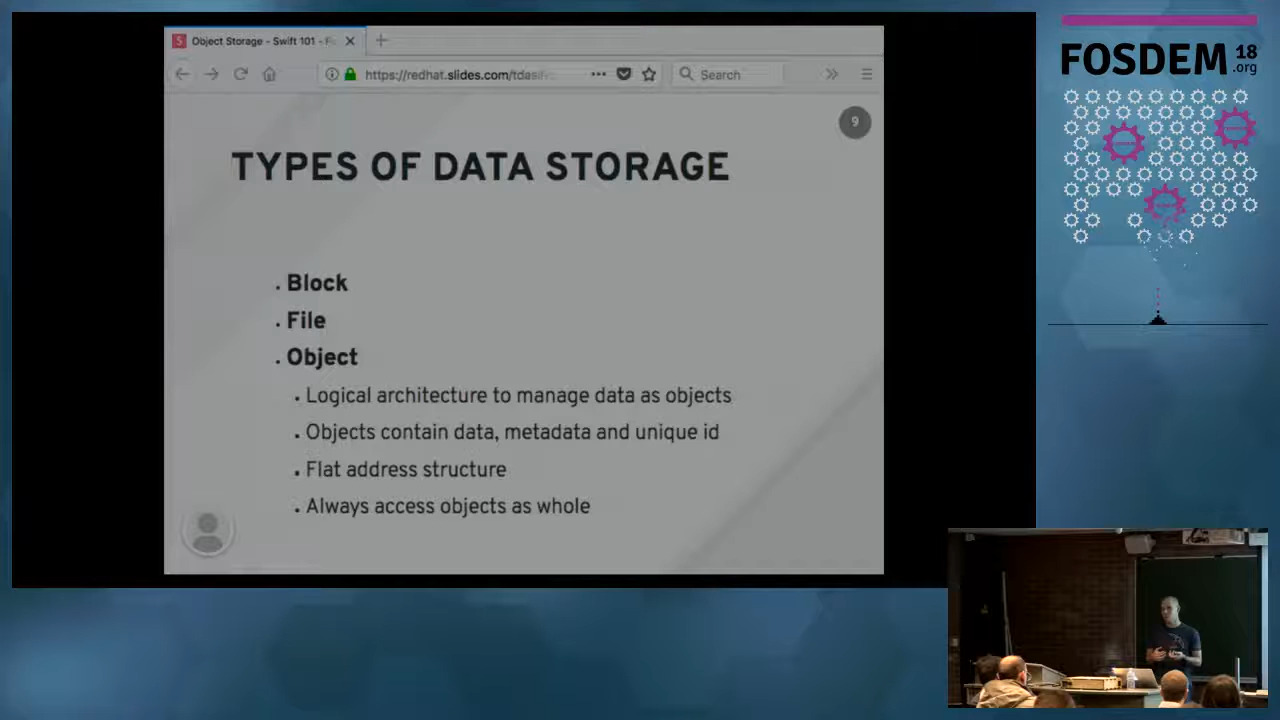 Object Storage - Swift 101 - F
https://redhat.slides.com/tdasil
Search
9
TYPES OF DATA STORAGE
. Block
. File
. Object
. Logical architecture to manage data as objects
. Objects contain data, metadata and unique id
. Flat address structure
. Always access objects as whole
FOSDEM 18
.org